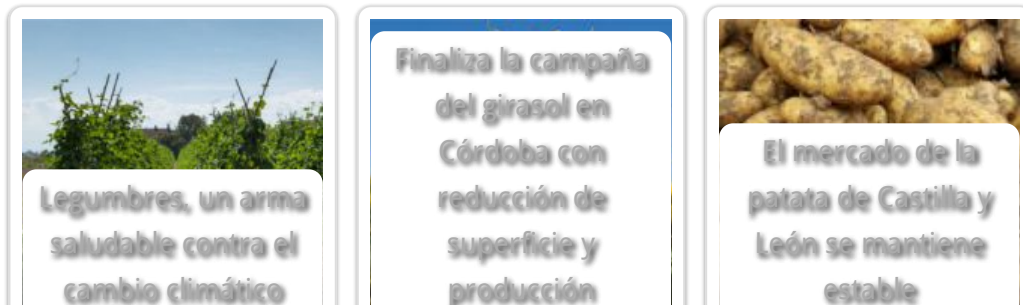 Legumbres, un arma
saludable contra el
cambio climático
Finaliza la campaña
del girasol en
Córdoba con
reducción de
superficie y
producción
El mercado de la
patata de Castilla y
León se mantiene
estable